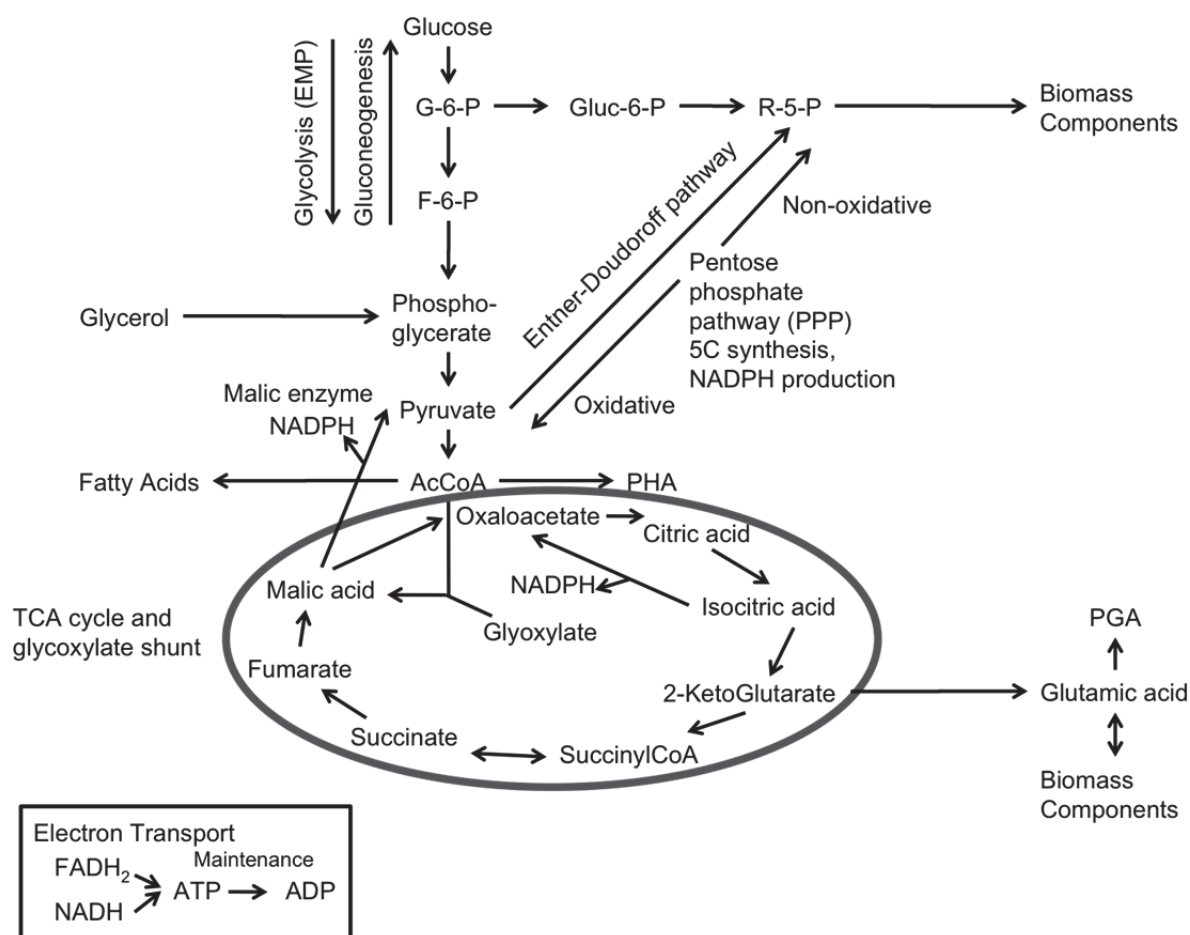 Glucose
Glycolysis (EMP)
Gluconeogenesis
G-6-P
Gluc-6-P
R-5-P
Biomass
Components
F-6-P
Non-oxidative
Entner-Doudoroff pathway
Pentose
phosphate
pathway (PPP)
5C synthesis,
NADPH production
Glycerol
Phospho-
glycerate
Malic enzyme
NADPH
Pyruvate
Oxidative
Fatty Acids
AcCoA
PHA
Oxaloacetate
Citric acid
Malic acid
NADPH
Isocitric acid
TCA cycle and
glycoxylate shunt
Glyoxylate
PGA
Fumarate
2-KetoGlutarate
Glutamic acid
Succinate
SuccinylCoA
Biomass
Components
Electron Transport
FADH₂
Maintenance
ATP
ADP
NADH